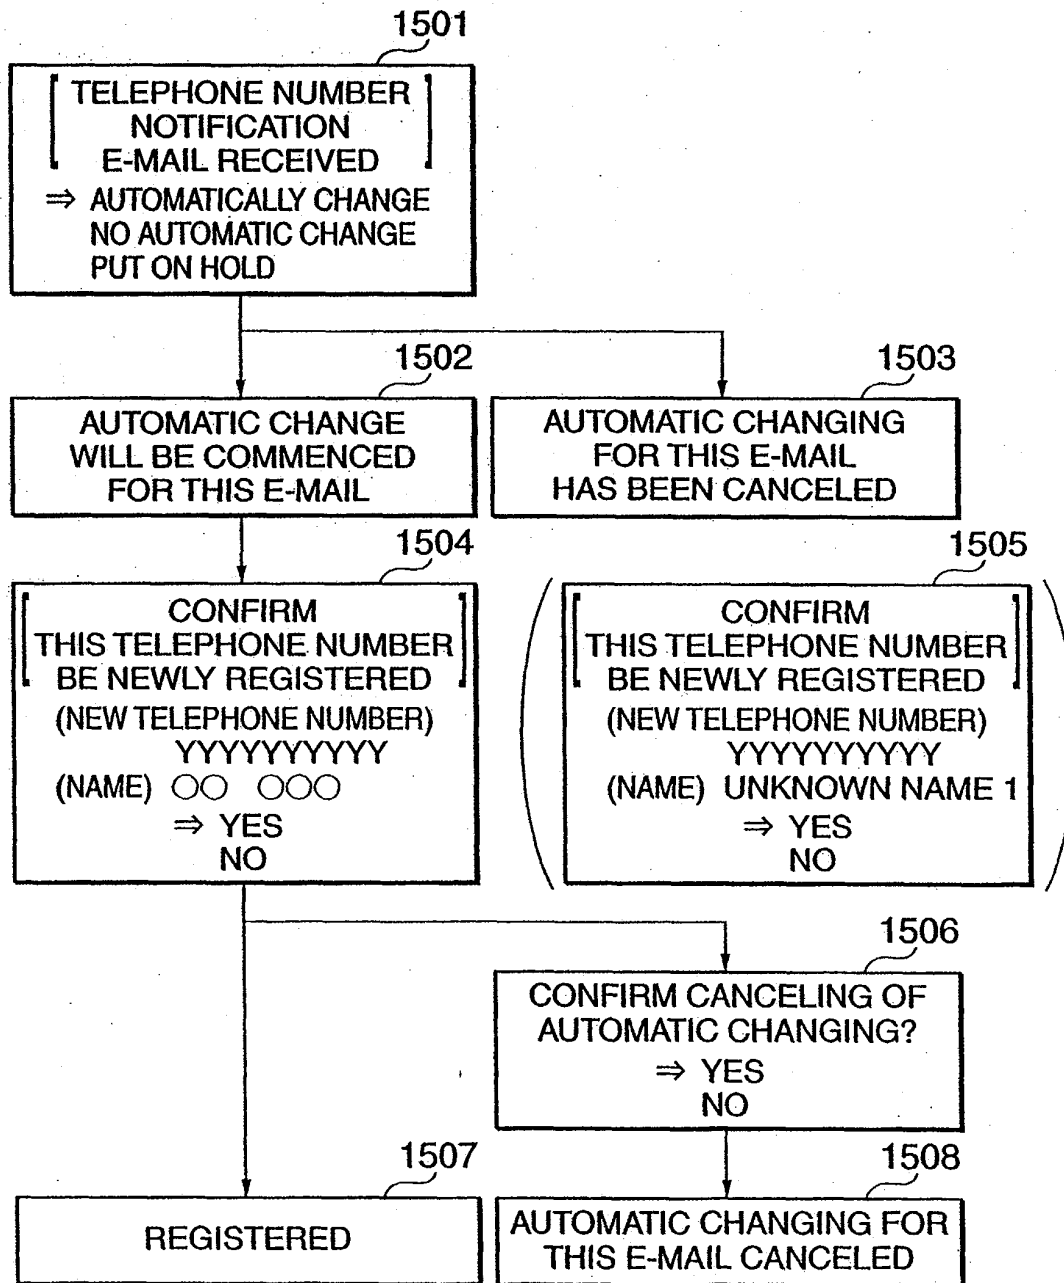 1501
TELEPHONE NUMBER
NOTIFICATION
E-MAIL RECEIVED
⇒ AUTOMATICALLY CHANGE
NO AUTOMATIC CHANGE
PUT ON HOLD
1502
AUTOMATIC CHANGE
WILL BE COMMENCED
FOR THIS E-MAIL
1503
AUTOMATIC CHANGING
FOR THIS E-MAIL
HAS BEEN CANCELED
1504
CONFIRM
THIS TELEPHONE NUMBER
BE NEWLY REGISTERED
(NEW TELEPHONE NUMBER)
YYYYYYYYYY
(NAME) ○○ ○○○
⇒ YES
NO
1505
CONFIRM
THIS TELEPHONE NUMBER
BE NEWLY REGISTERED
(NEW TELEPHONE NUMBER)
YYYYYYYYYY
(NAME) UNKNOWN NAME 1
⇒ YES
NO
1506
CONFIRM CANCELING OF
AUTOMATIC CHANGING?
⇒ YES
NO
1507
REGISTERED
1508
AUTOMATIC CHANGING FOR
THIS E-MAIL CANCELED